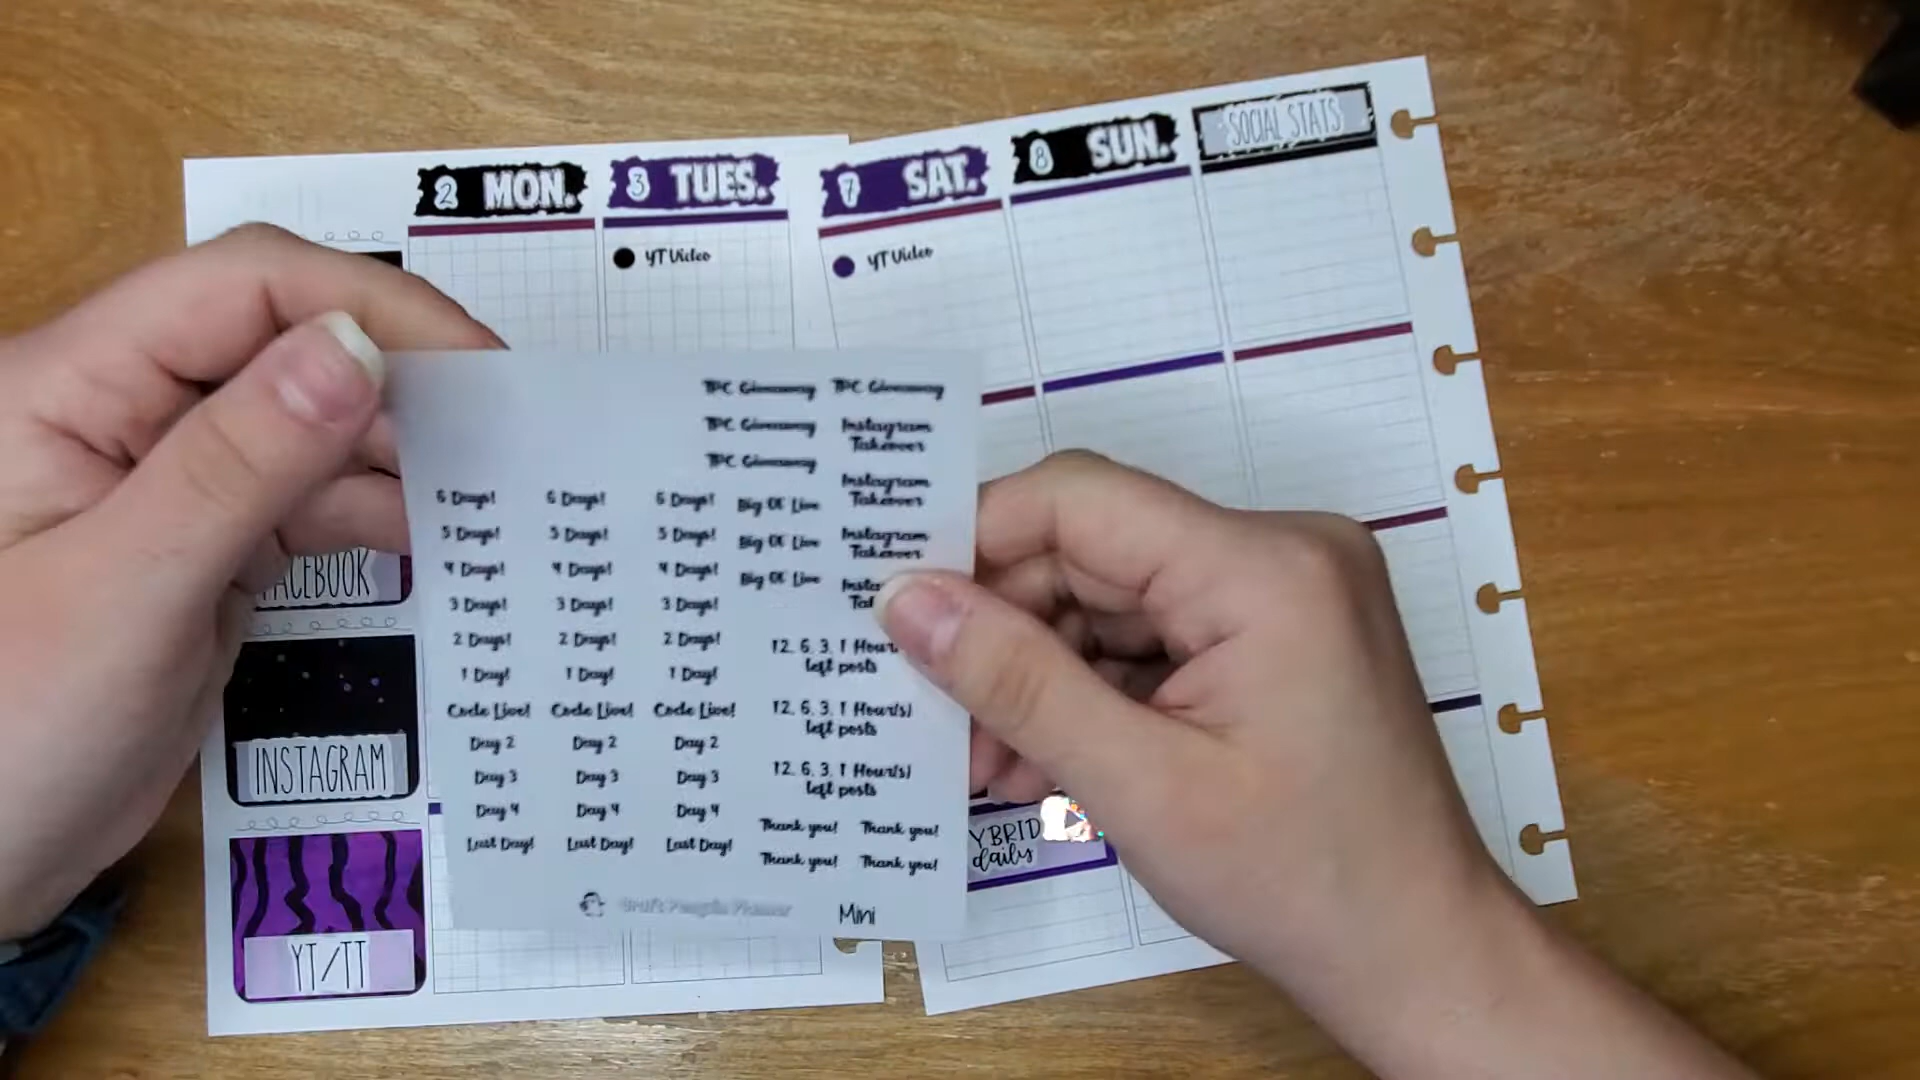 2 MON.
3 TUES.
7 SAT.
8 SUN.
SOCIAL STATS
YT Video
YT Video
TPC Giveaway TPC Giveaway
TPC Giveaway
TPC Giveaway
Instagram
Takeover
Instagram
Takeover
Instagram
Takeover
6 Days! 6 Days! 6 Days! Big Ol' Live
5 Days! 5 Days! 5 Days! Big Ol' Live
4 Days! 4 Days! 4 Days! Big Ol' Live
3 Days! 3 Days! 3 Days!
2 Days! 2 Days! 2 Days!
1 Day! 1 Day! 1 Day!
Code Live! Code Live! Code Live!
Day 2 Day 2 Day 2
Day 3 Day 3 Day 3
Day 4 Day 4 Day 4
Last Day! Last Day! Last Day!
12, 6, 3, 1 Hour
left posts
12, 6, 3, 1 Hour(s)
left posts
12, 6, 3, 1 Hour(s)
left posts
Thank you! Thank you!
Thank you! Thank you!
Mini
ACEBOOK
INSTAGRAM
YT/TT
YBRID
daily